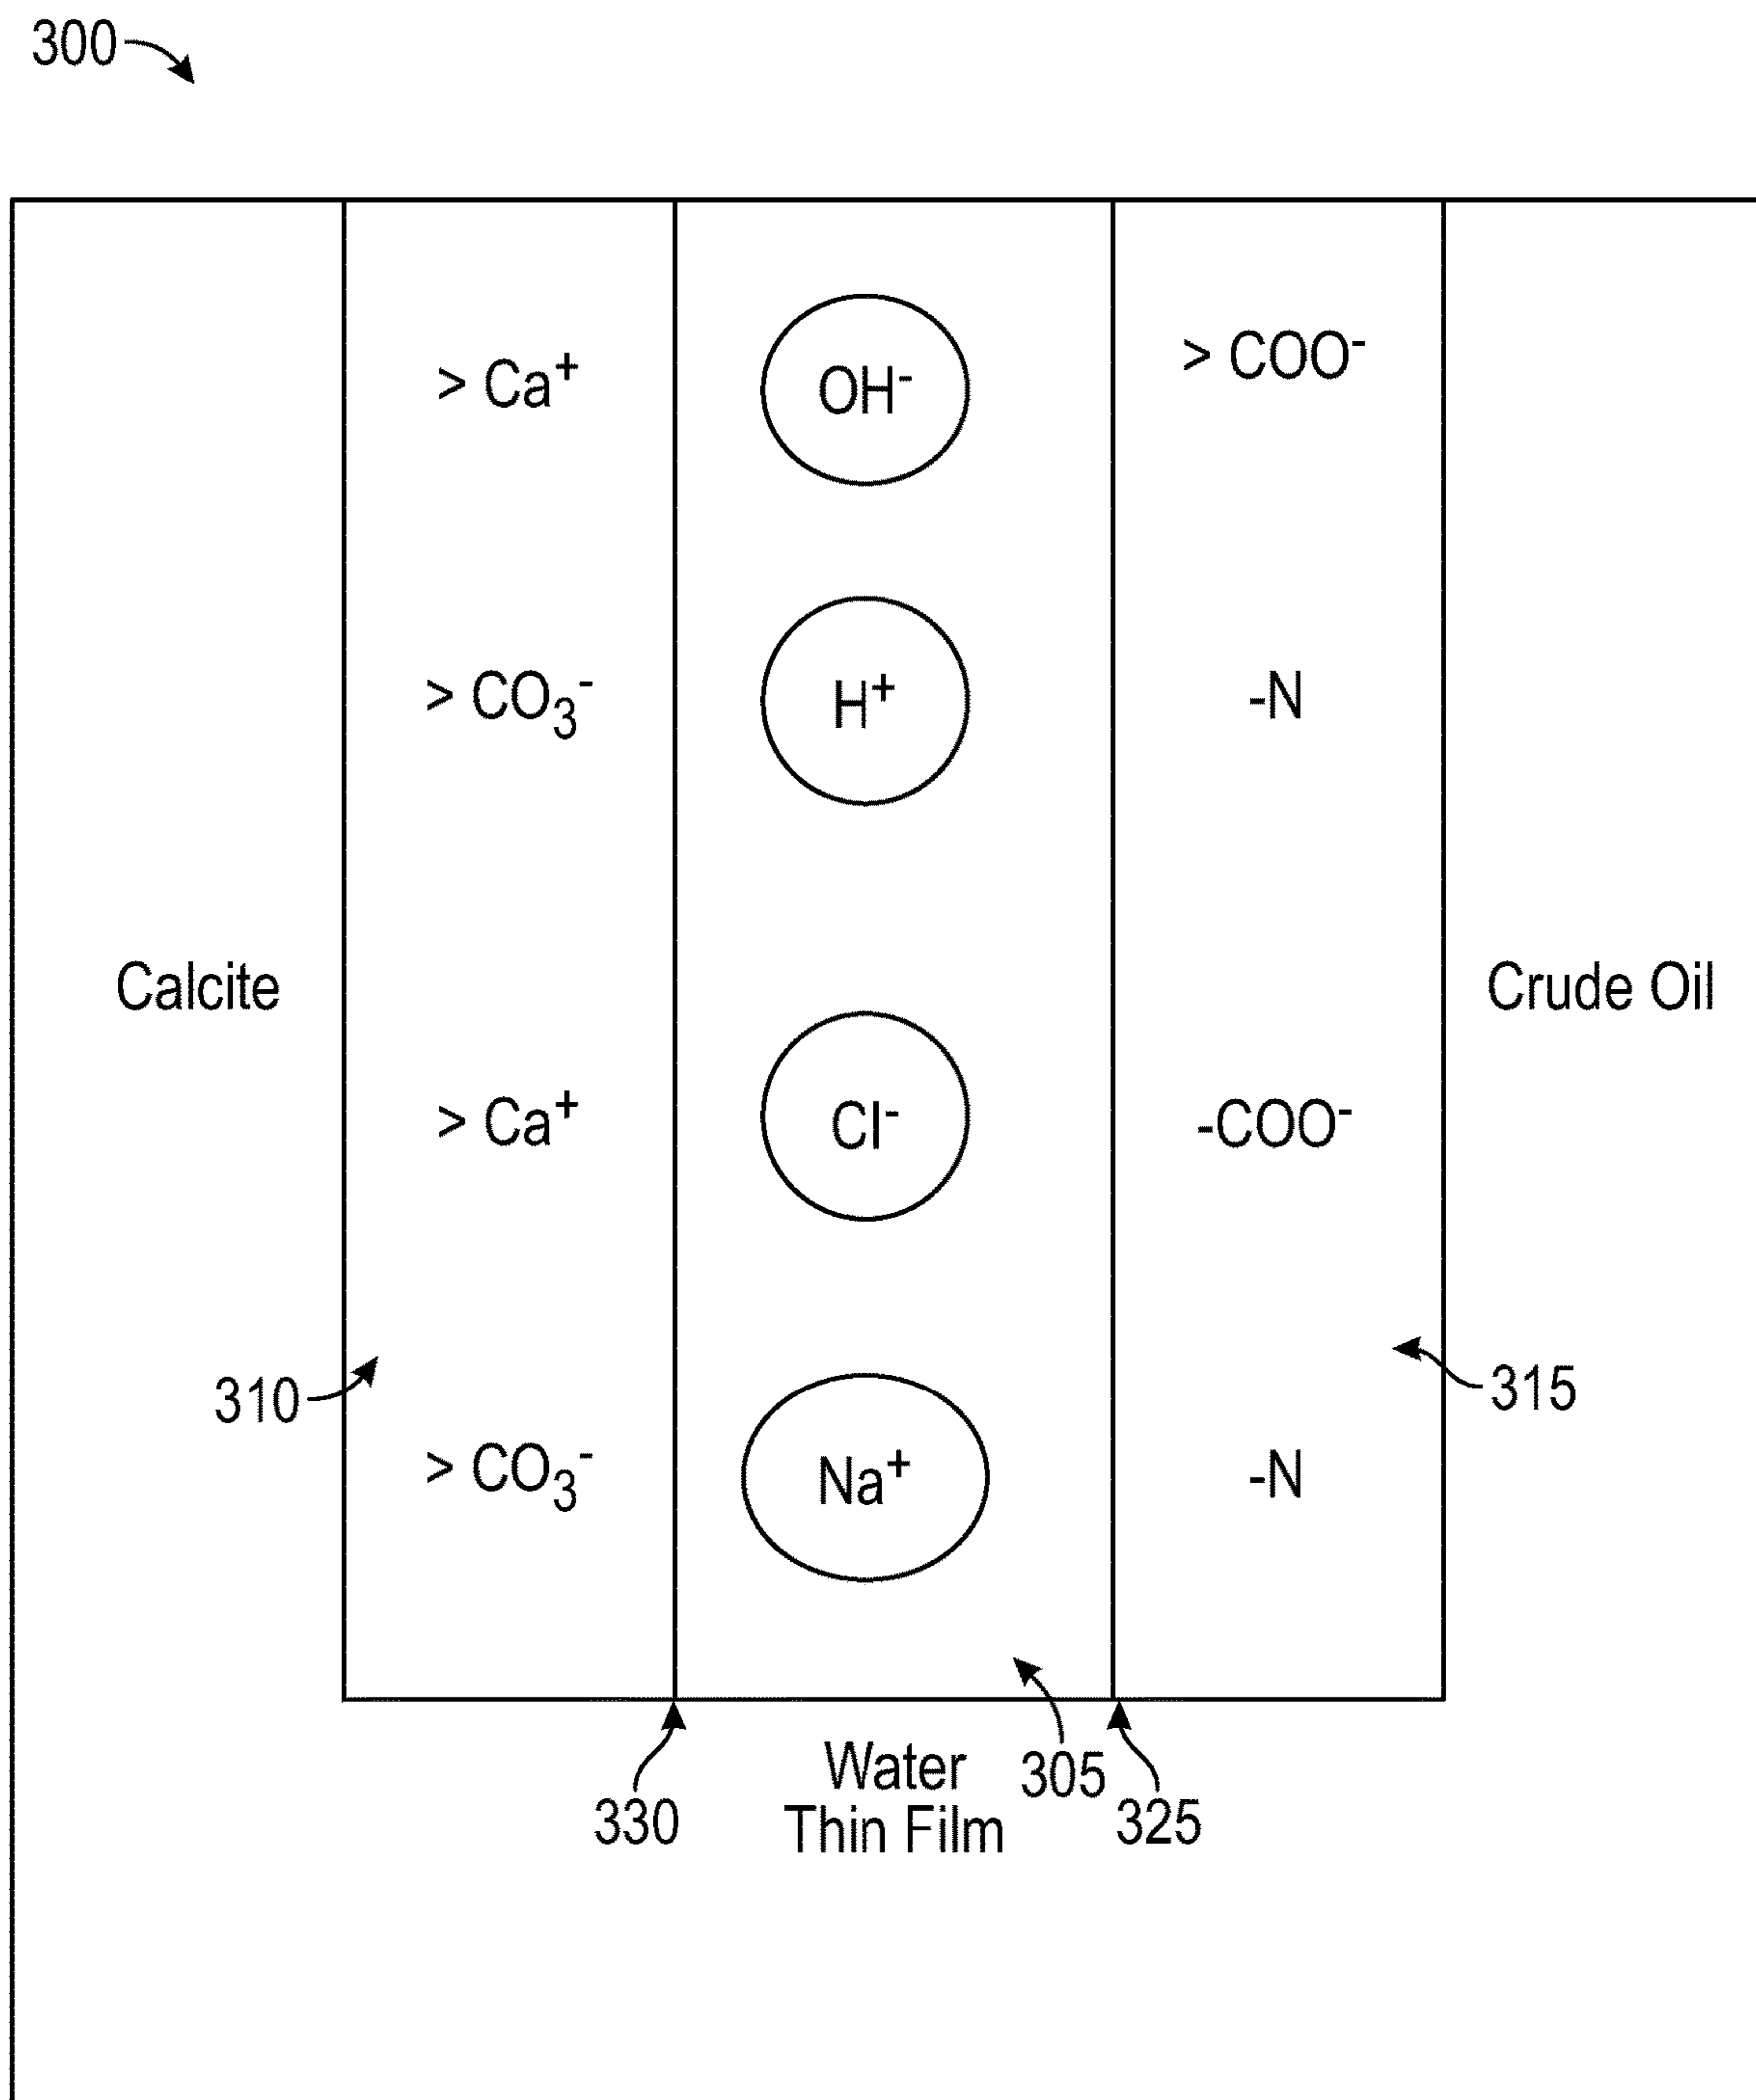 300
> Ca⁺
OH⁻
> COO⁻
> CO₃⁻
H⁺
-N
Calcite
Crude Oil
> Ca⁺
Cl⁻
-COO⁻
310
315
> CO₃⁻
Na⁺
-N
330
Water
Thin Film
305
325